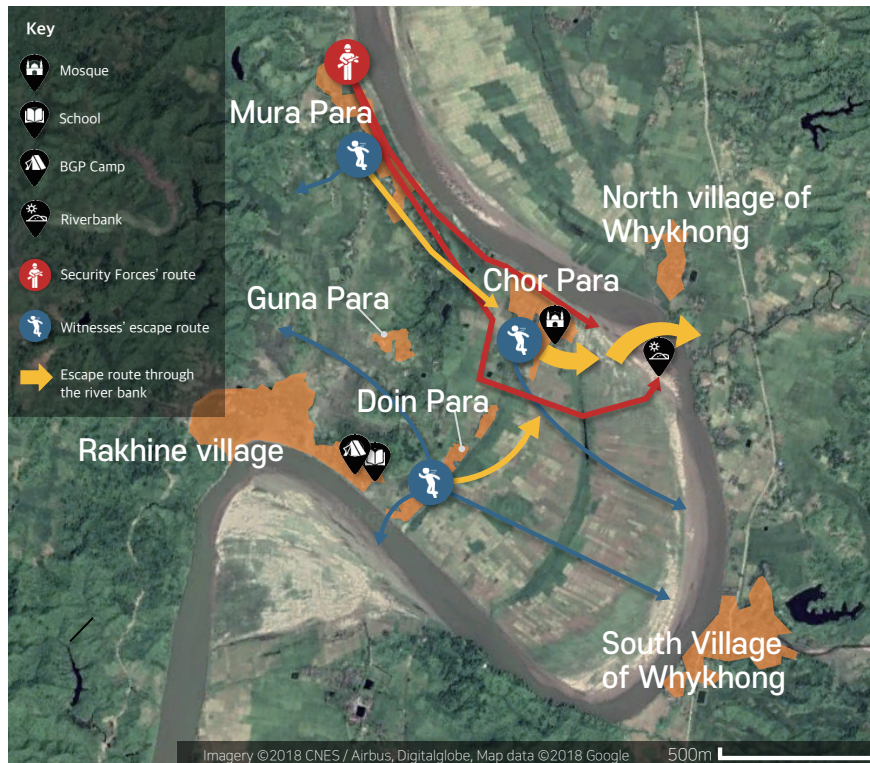 Key
Mosque
School
BGP Camp
Riverbank
Security Forces' route
Witnesses' escape route
Escape route through
the river bank
Mura Para
North village of
Whykhong
Chor Para
Guna Para
Doin Para
Rakhine village
South Village
of Whykhong
Imagery ©2018 CNES / Airbus, Digitalglobe, Map data ©2018 Google
500m